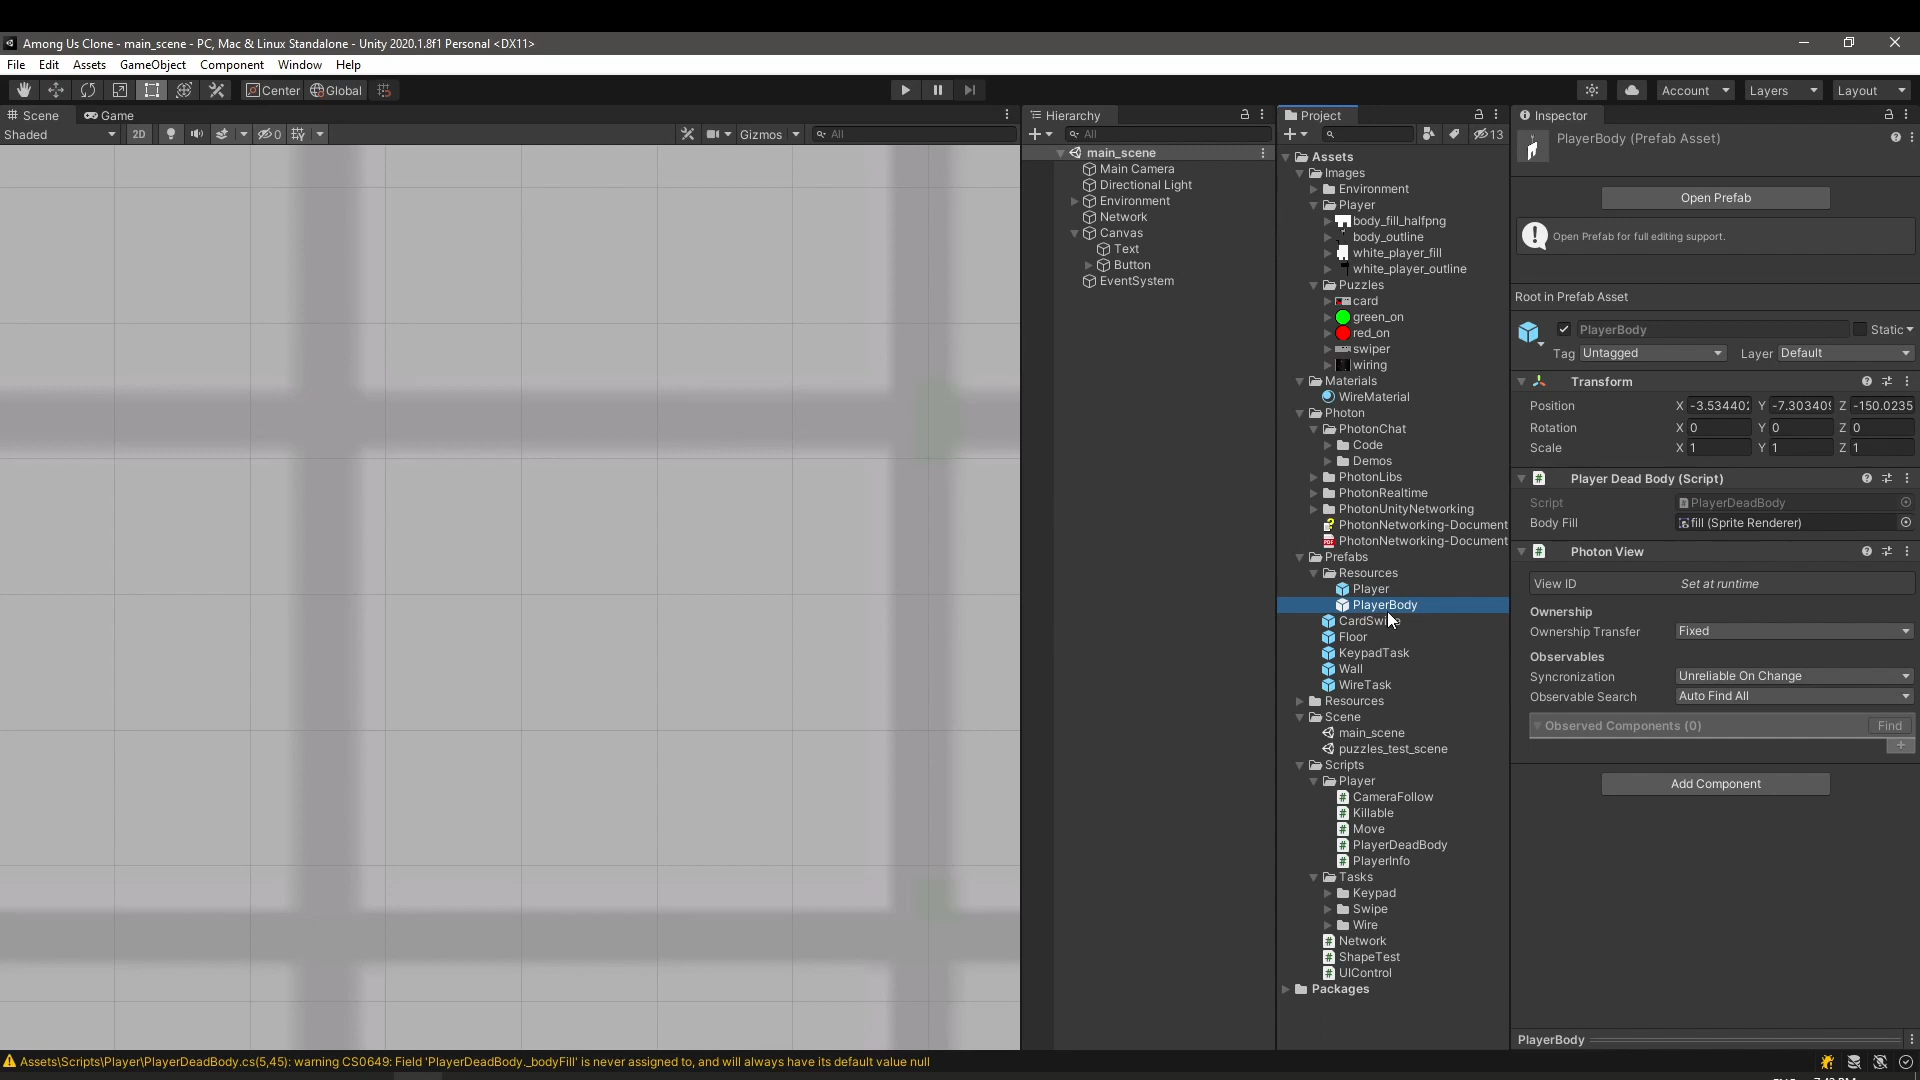 Among Us Clone - main_scene - PC, Mac & Linux Standalone - Unity 2020.1.8f1 Personal <DX11>
File Edit Assets GameObject Component Window Help
Center Global Account Layers Layout
Scene Game
Shaded 2D 0 Gizmos All
Hierarchy
All
main_scene
Main Camera
Directional Light
Environment
Network
Canvas
Text
Button
EventSystem
Project
13
Assets
Images
Environment
Player
body_fill_halfpng
body_outline
white_player_fill
white_player_outline
Puzzles
card
green_on
red_on
swiper
wiring
Materials
WireMaterial
Photon
PhotonChat
Code
Demos
PhotonLibs
PhotonRealtime
PhotonUnityNetworking
PhotonNetworking-Document
PhotonNetworking-Document
Prefabs
Resources
Player
PlayerBody
CardSwipe
Floor
KeypadTask
Wall
WireTask
Resources
Scene
main_scene
puzzles_test_scene
Scripts
Player
CameraFollow
Killable
Move
PlayerDeadBody
PlayerInfo
Tasks
Keypad
Swipe
Wire
Network
ShapeTest
UIControl
Packages
Inspector
PlayerBody (Prefab Asset)
Open Prefab
Open Prefab for full editing support.
Root in Prefab Asset
PlayerBody Static
Tag Untagged Layer Default
Transform
Position X -3.534402 Y -7.303409 Z -150.0235
Rotation X 0 Y 0 Z 0
Scale X 1 Y 1 Z 1
Player Dead Body (Script)
Script PlayerDeadBody
Body Fill fill (Sprite Renderer)
Photon View
View ID Set at runtime
Ownership
Ownership Transfer Fixed
Observables
Syncronization Unreliable On Change
Observable Search Auto Find All
Observed Components (0) Find
Add Component
PlayerBody
Assets\Scripts\Player\PlayerDeadBody.cs(5,45): warning CS0649: Field 'PlayerDeadBody._bodyFill' is never assigned to, and will always have its default value null